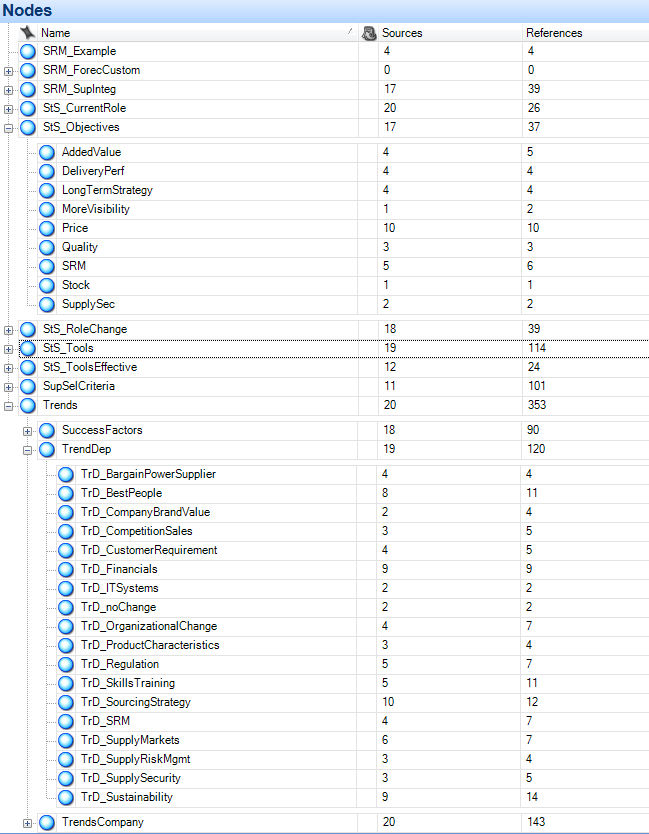 Nodes
Name Sources References
SRM_Example 4 4
SRM_ForecCustom 0 0
SRM_SupInteg 17 39
StS_CurrentRole 20 26
StS_Objectives 17 37
AddedValue 4 5
DeliveryPerf 4 4
LongTermStrategy 4 4
MoreVisibility 1 2
Price 10 10
Quality 3 3
SRM 5 6
Stock 1 1
SupplySec 2 2
StS_RoleChange 18 39
StS_Tools 19 114
StS_ToolsEffective 12 24
SupSelCriteria 11 101
Trends 20 353
SuccessFactors 18 90
TrendDep 19 120
TrD_BargainPowerSupplier 4 4
TrD_BestPeople 8 11
TrD_CompanyBrandValue 2 4
TrD_CompetitionSales 3 5
TrD_CustomerRequirement 4 5
TrD_Financials 9 9
TrD_ITSystems 2 2
TrD_noChange 2 2
TrD_OrganizationalChange 4 7
TrD_ProductCharacteristics 3 4
TrD_Regulation 5 7
TrD_SkillsTraining 5 11
TrD_SourcingStrategy 10 12
TrD_SRM 4 7
TrD_SupplyMarkets 6 7
TrD_SupplyRiskMgmt 3 4
TrD_SupplySecurity 3 5
TrD_Sustainability 9 14
TrendsCompany 20 143